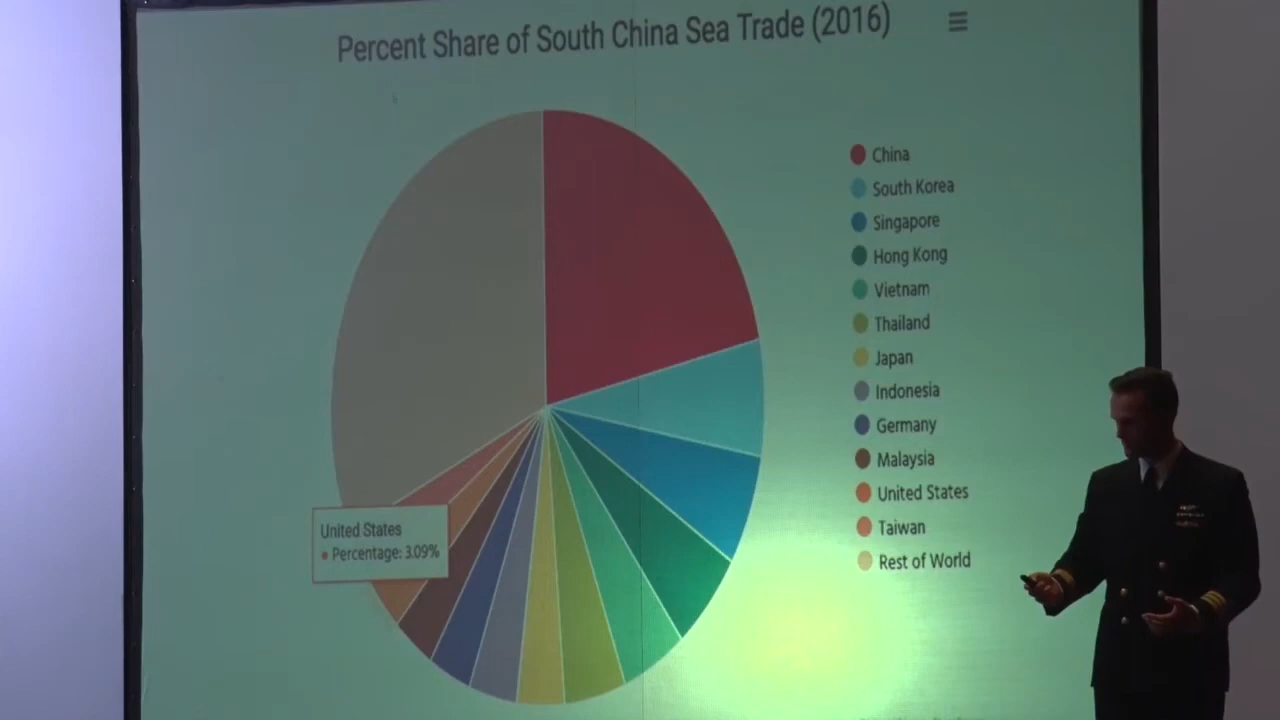 Percent Share of South China Sea Trade (2016)
China
South Korea
Singapore
Hong Kong
Vietnam
Thailand
Japan
Indonesia
Germany
Malaysia
United States
Taiwan
Rest of World
United States
Percentage: 3.09%